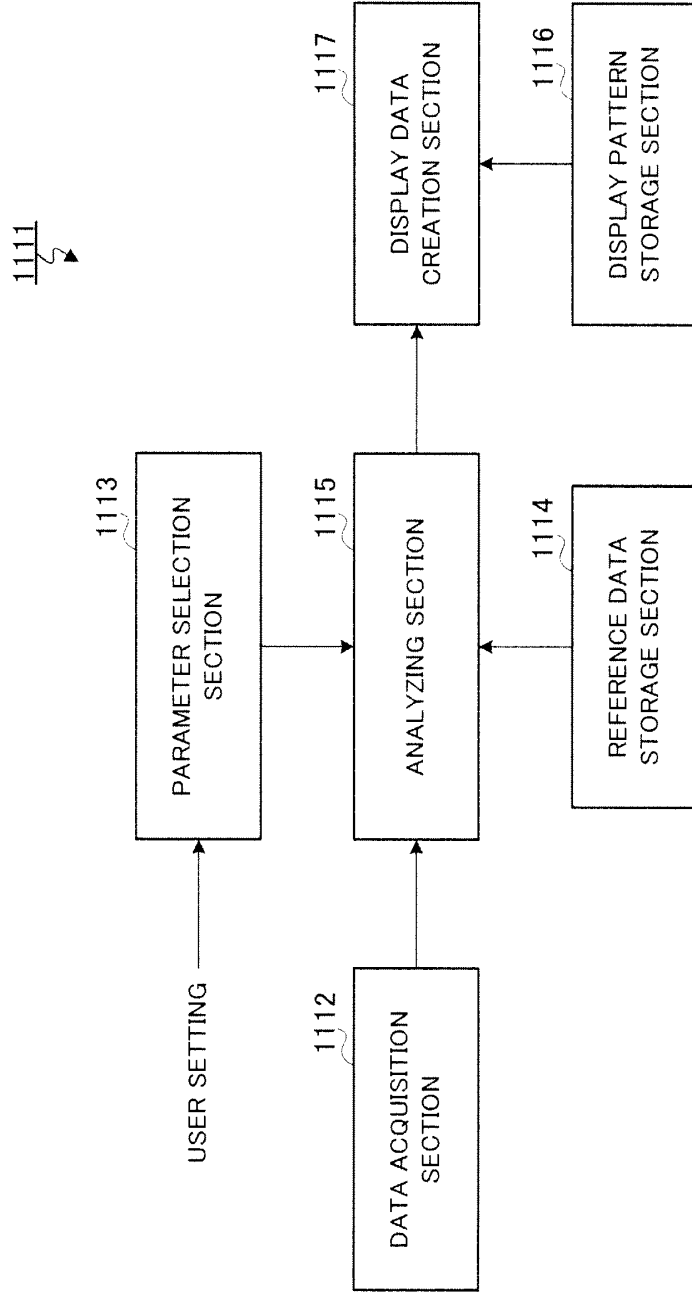 1111
USER SETTING
1113
PARAMETER SELECTION
SECTION
1112
DATA ACQUISITION
SECTION
1115
ANALYZING SECTION
1117
DISPLAY DATA
CREATION SECTION
1114
REFERENCE DATA
STORAGE SECTION
1116
DISPLAY PATTERN
STORAGE SECTION